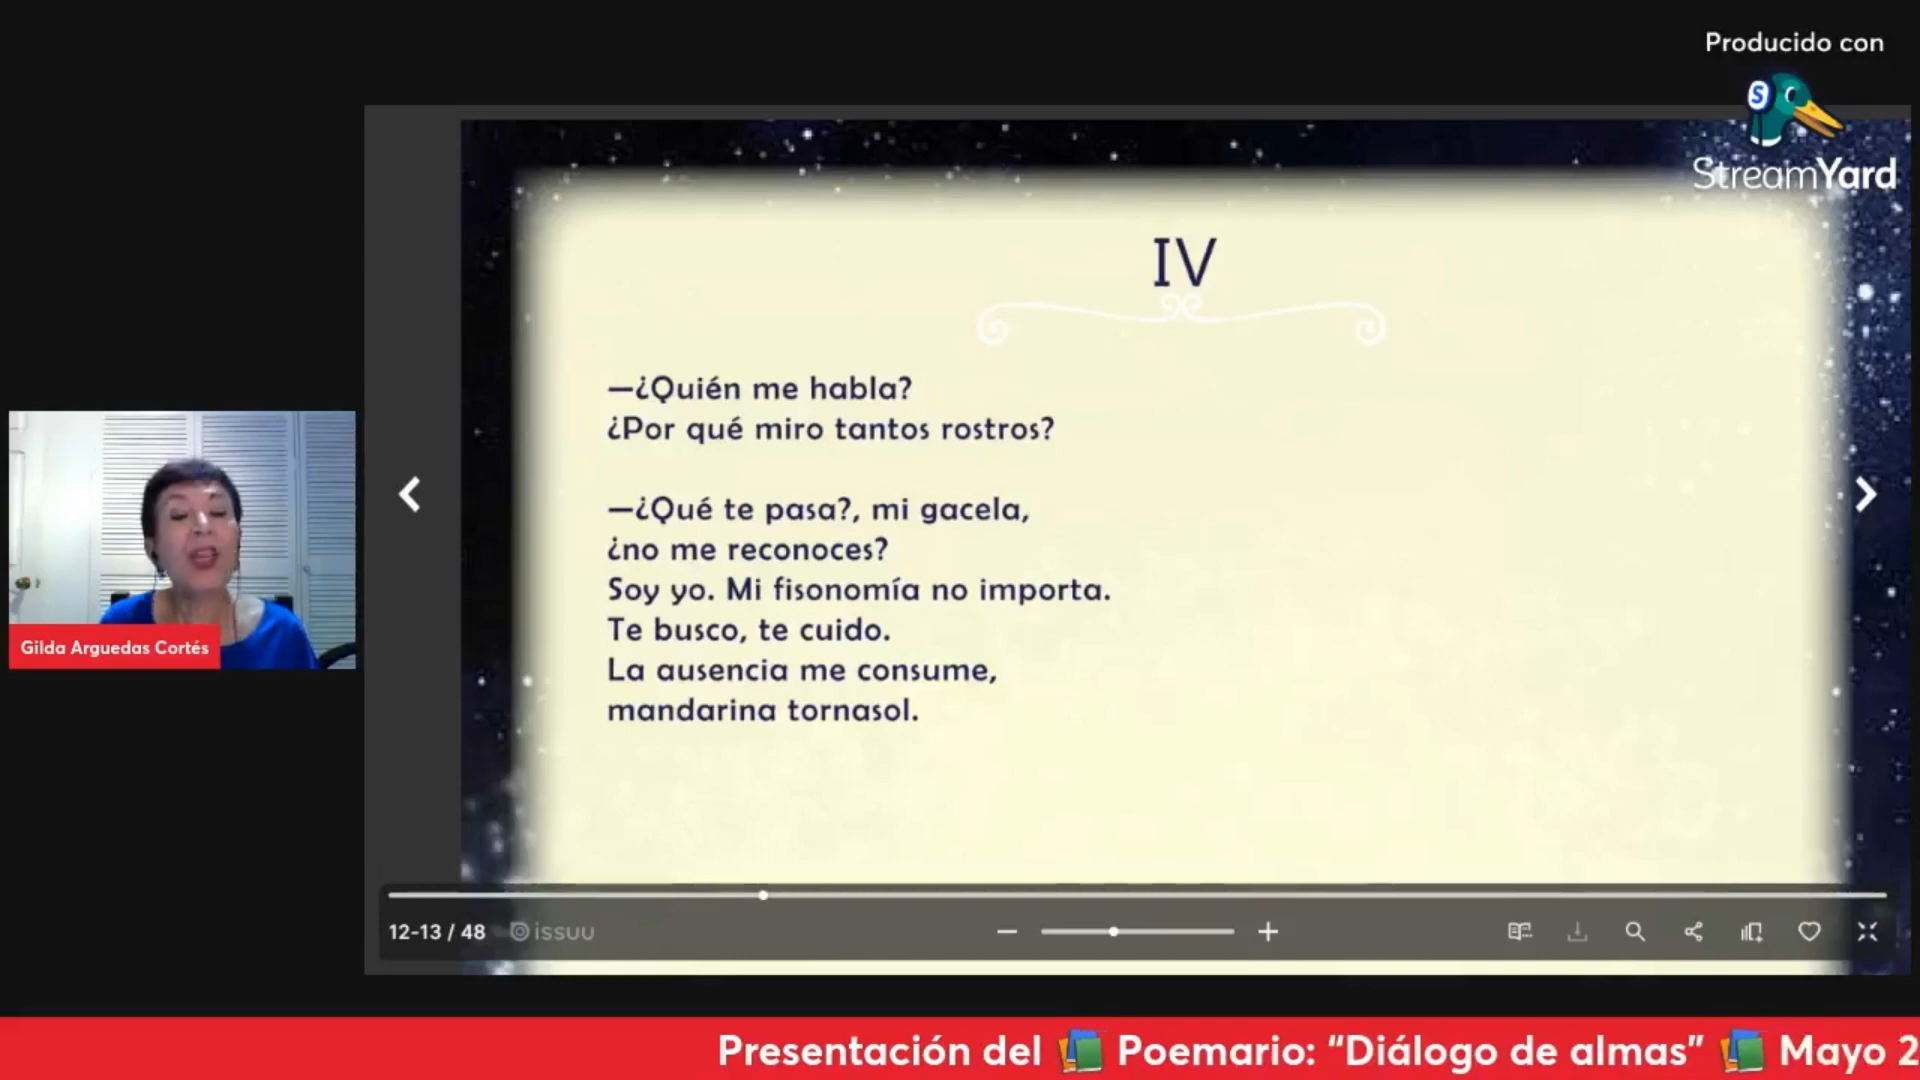 Producido con
StreamYard
IV
—¿Quién me habla?
¿Por qué miro tantos rostros?
—¿Qué te pasa?, mi gacela,
¿no me reconoces?
Soy yo. Mi fisonomía no importa.
Te busco, te cuido.
La ausencia me consume,
mandarina tornasol.
Gilda Arguedas Cortés
12-13 / 48 issuu
Presentación del 📚 Poemario: “Diálogo de almas” 📚 Mayo 2